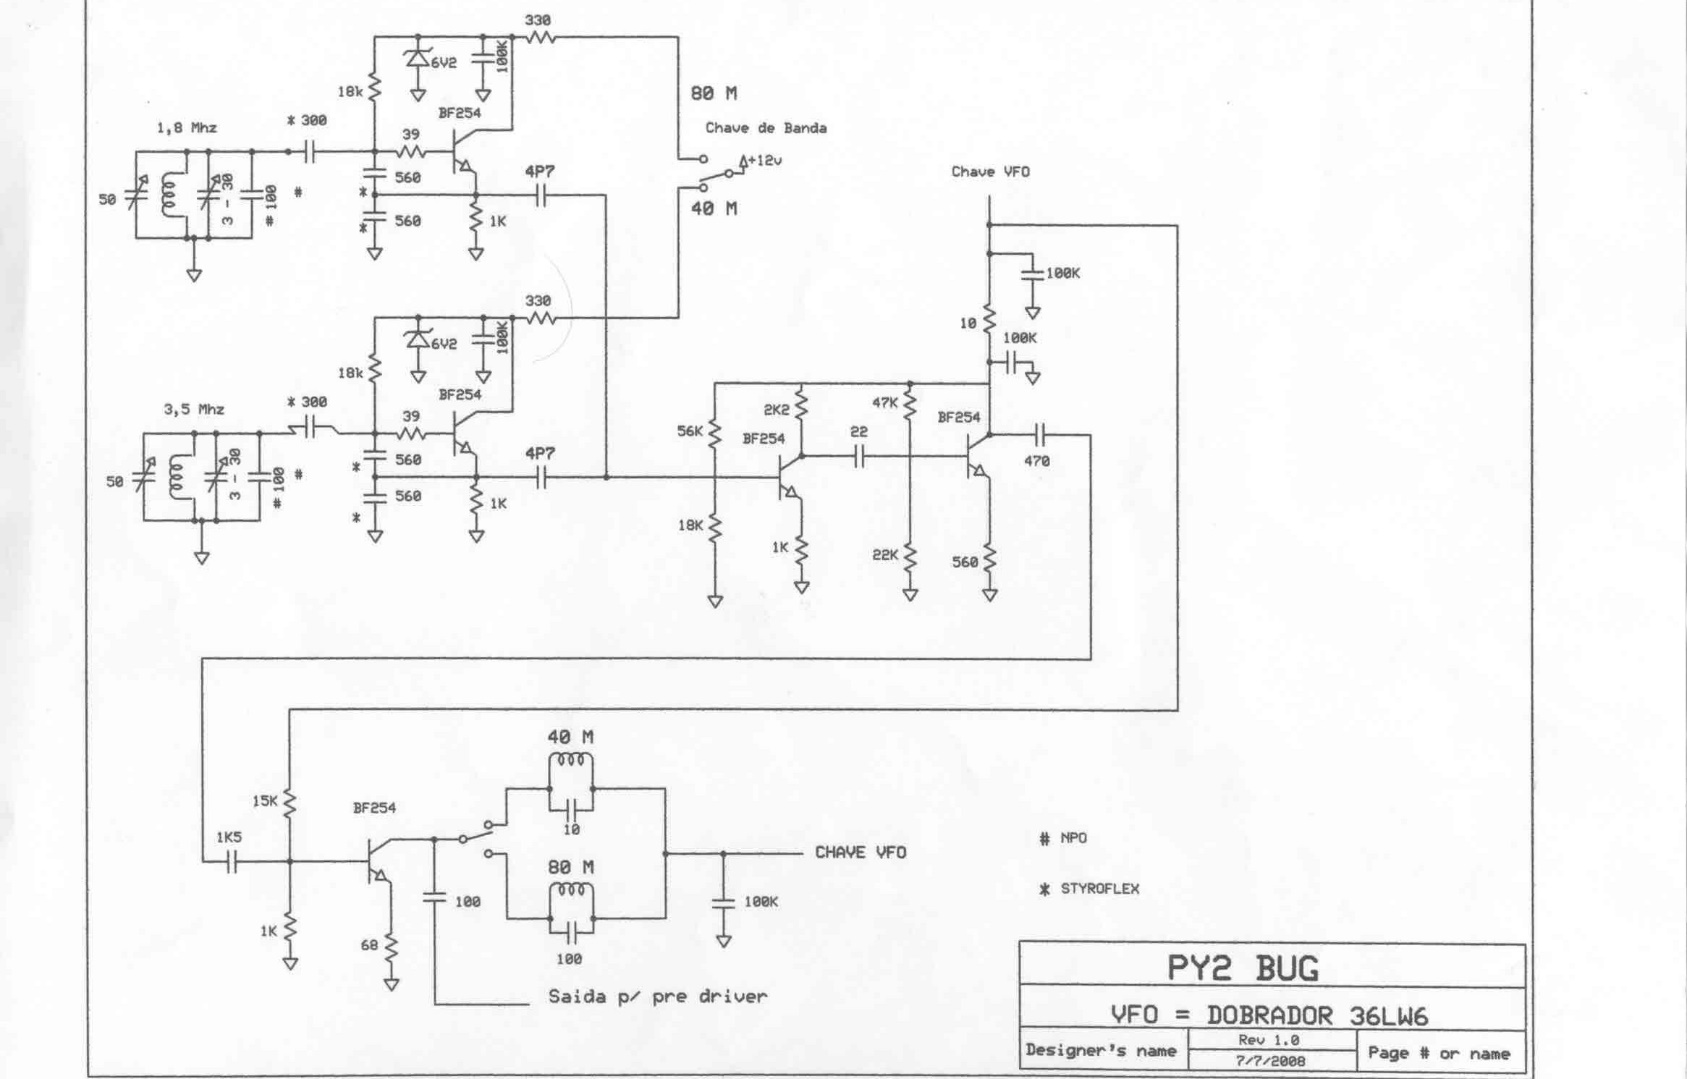 330
6V2
100K
18k
80 M
BF254
* 300
1,8 Mhz
Chave de Banda
39
+12v
4P7
Chave VFO
50
3 - 30
# 100
#
560
*
40 M
560
*
1K
100K
330
10
100K
6V2
100K
18k
BF254
* 300
3,5 Mhz
39
47K
2K2
BF254
56K
BF254
22
4P7
470
50
3 - 30
# 100
#
560
*
560
*
1K
18K
1K
22K
560
40 M
15K
BF254
1K5
10
# NPO
CHAVE VFO
80 M
* STYROFLEX
100
100K
1K
68
100
PY2 BUG
Saida p/ pre driver
VFO = DOBRADOR 36LW6
Designer's name
Rev 1.0
7/7/2008
Page # or name